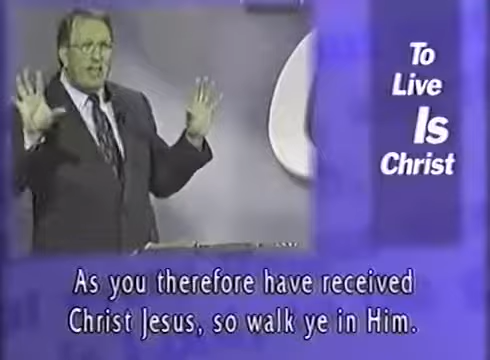 To
Live
Is
Christ
As you therefore have received
Christ Jesus, so walk ye in Him.